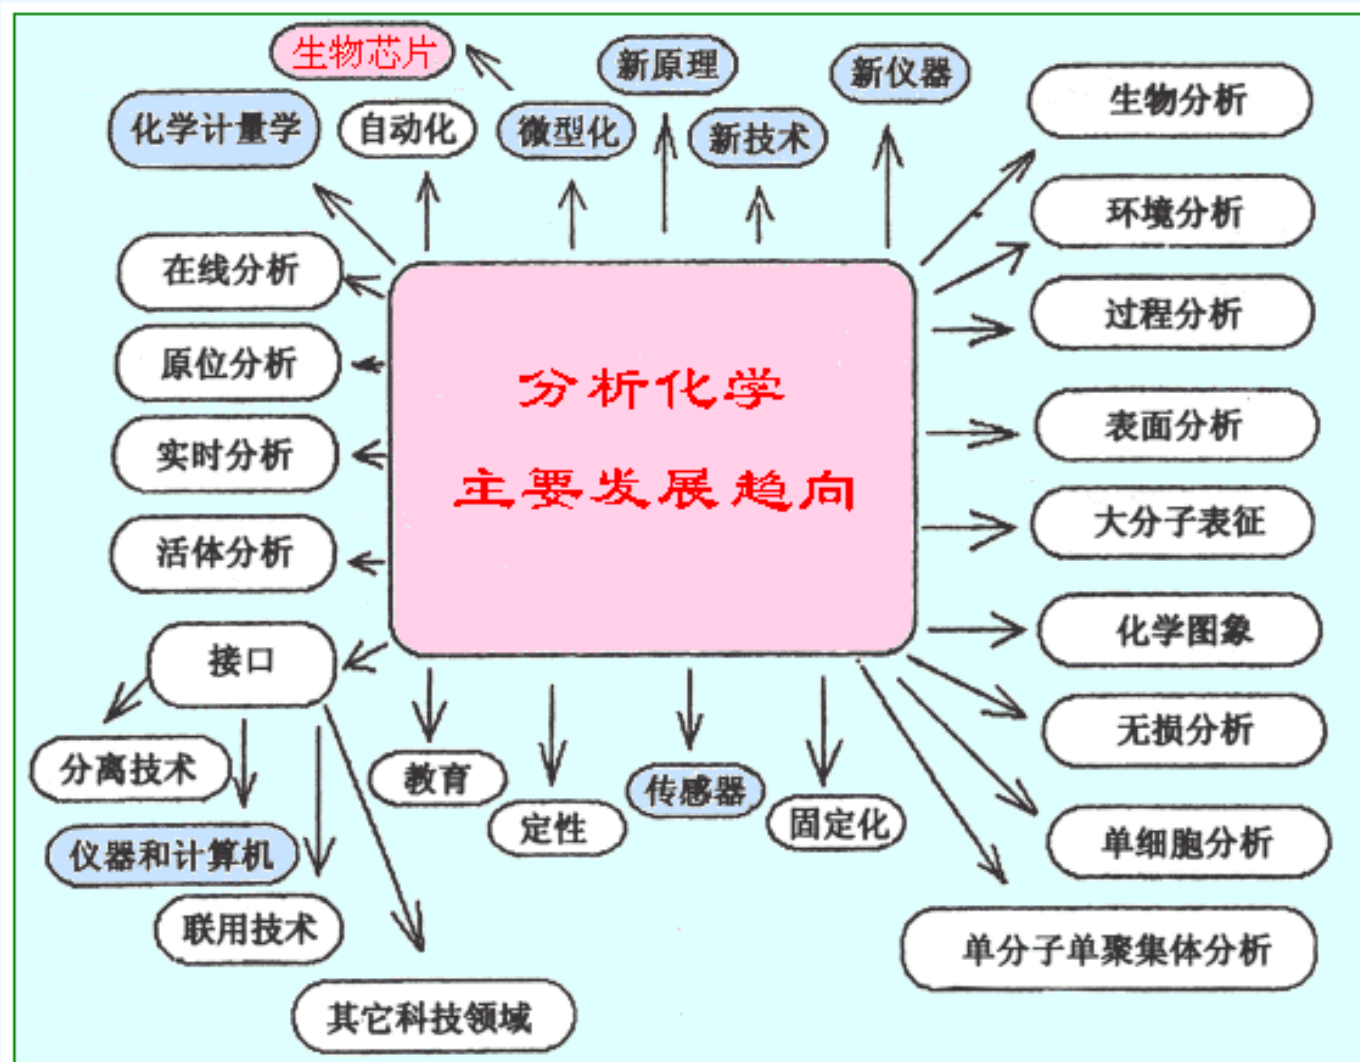 生物芯片
新原理
新仪器
化学计量学
自动化
微型化
新技术
生物分析
环境分析
在线分析
过程分析
原位分析
分析化学
主要发展趋向
实时分析
表面分析
活体分析
大分子表征
接口
化学图象
无损分析
分离技术
教育
定性
传感器
固定化
仪器和计算机
单细胞分析
联用技术
单分子单聚集体分析
其它科技领域